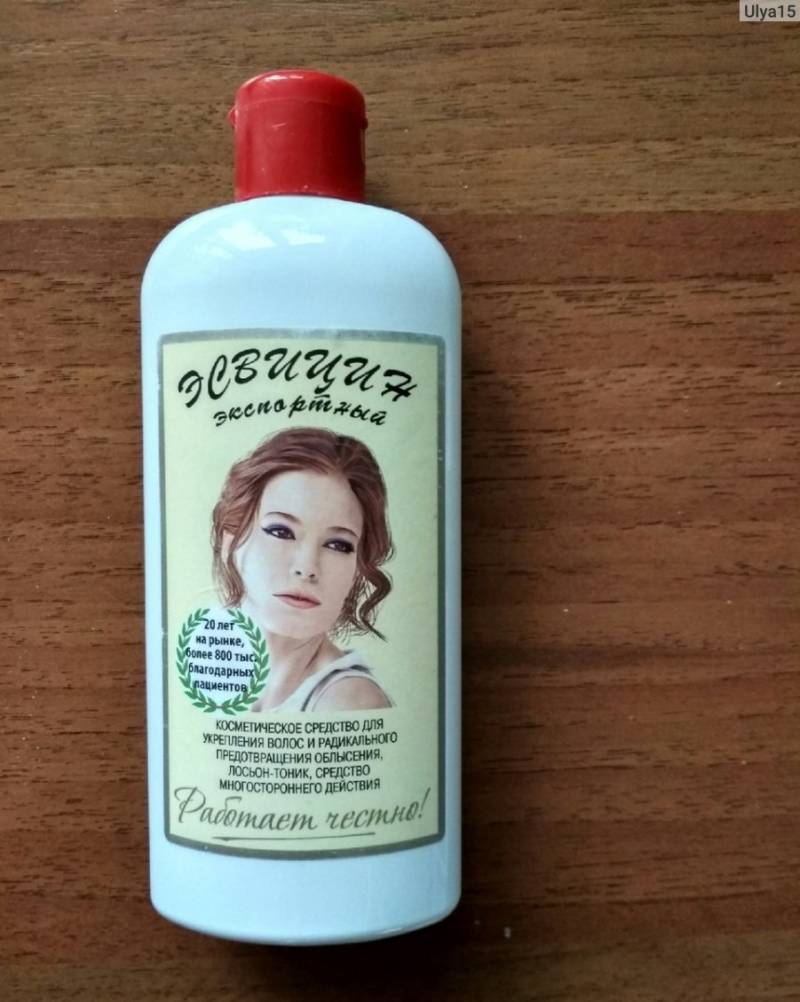 Ulya15
ЭСВИЦИН
экспортный
20 лет
на рынке,
более 800 тыс.
благодарных
пациентов
КОСМЕТИЧЕСКОЕ СРЕДСТВО ДЛЯ
УКРЕПЛЕНИЯ ВОЛОС И РАДИКАЛЬНОГО
ПРЕДОТВРАЩЕНИЯ ОБЛЫСЕНИЯ,
ЛОСЬОН-ТОНИК, СРЕДСТВО
МНОГОСТОРОННЕГО ДЕЙСТВИЯ
Работает честно!